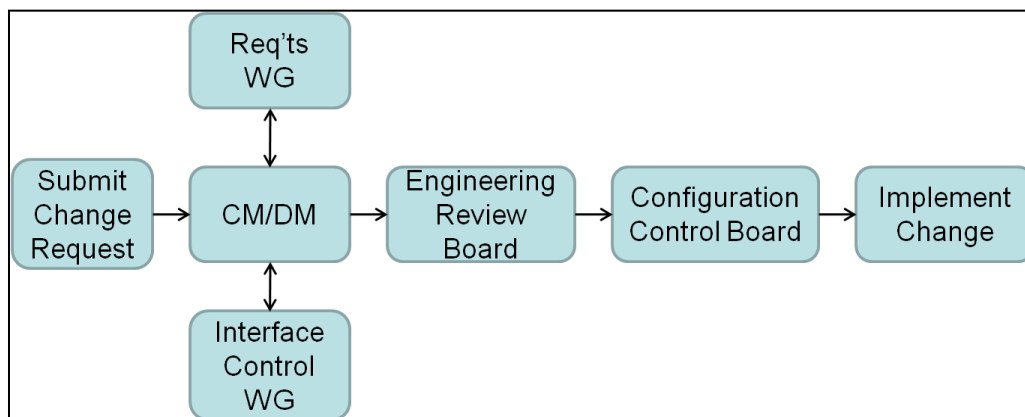 Req'ts
WG
Submit
Change
Request
CM/DM
Engineering
Review
Board
Configuration
Control Board
Implement
Change
Interface
Control
WG